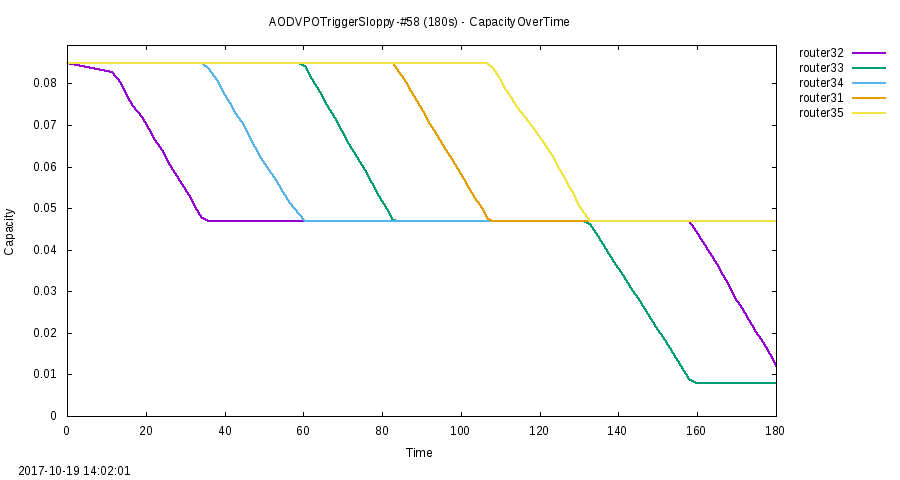 AODVPOTriggerSloppy-#58 (180s) - CapacityOverTime
router32
router33
router34
router31
router35
0.08
0.07
0.06
0.05
0.04
0.03
0.02
0.01
0
Capacity
0 20 40 60 80 100 120 140 160 180
Time
2017-10-19 14:02:01